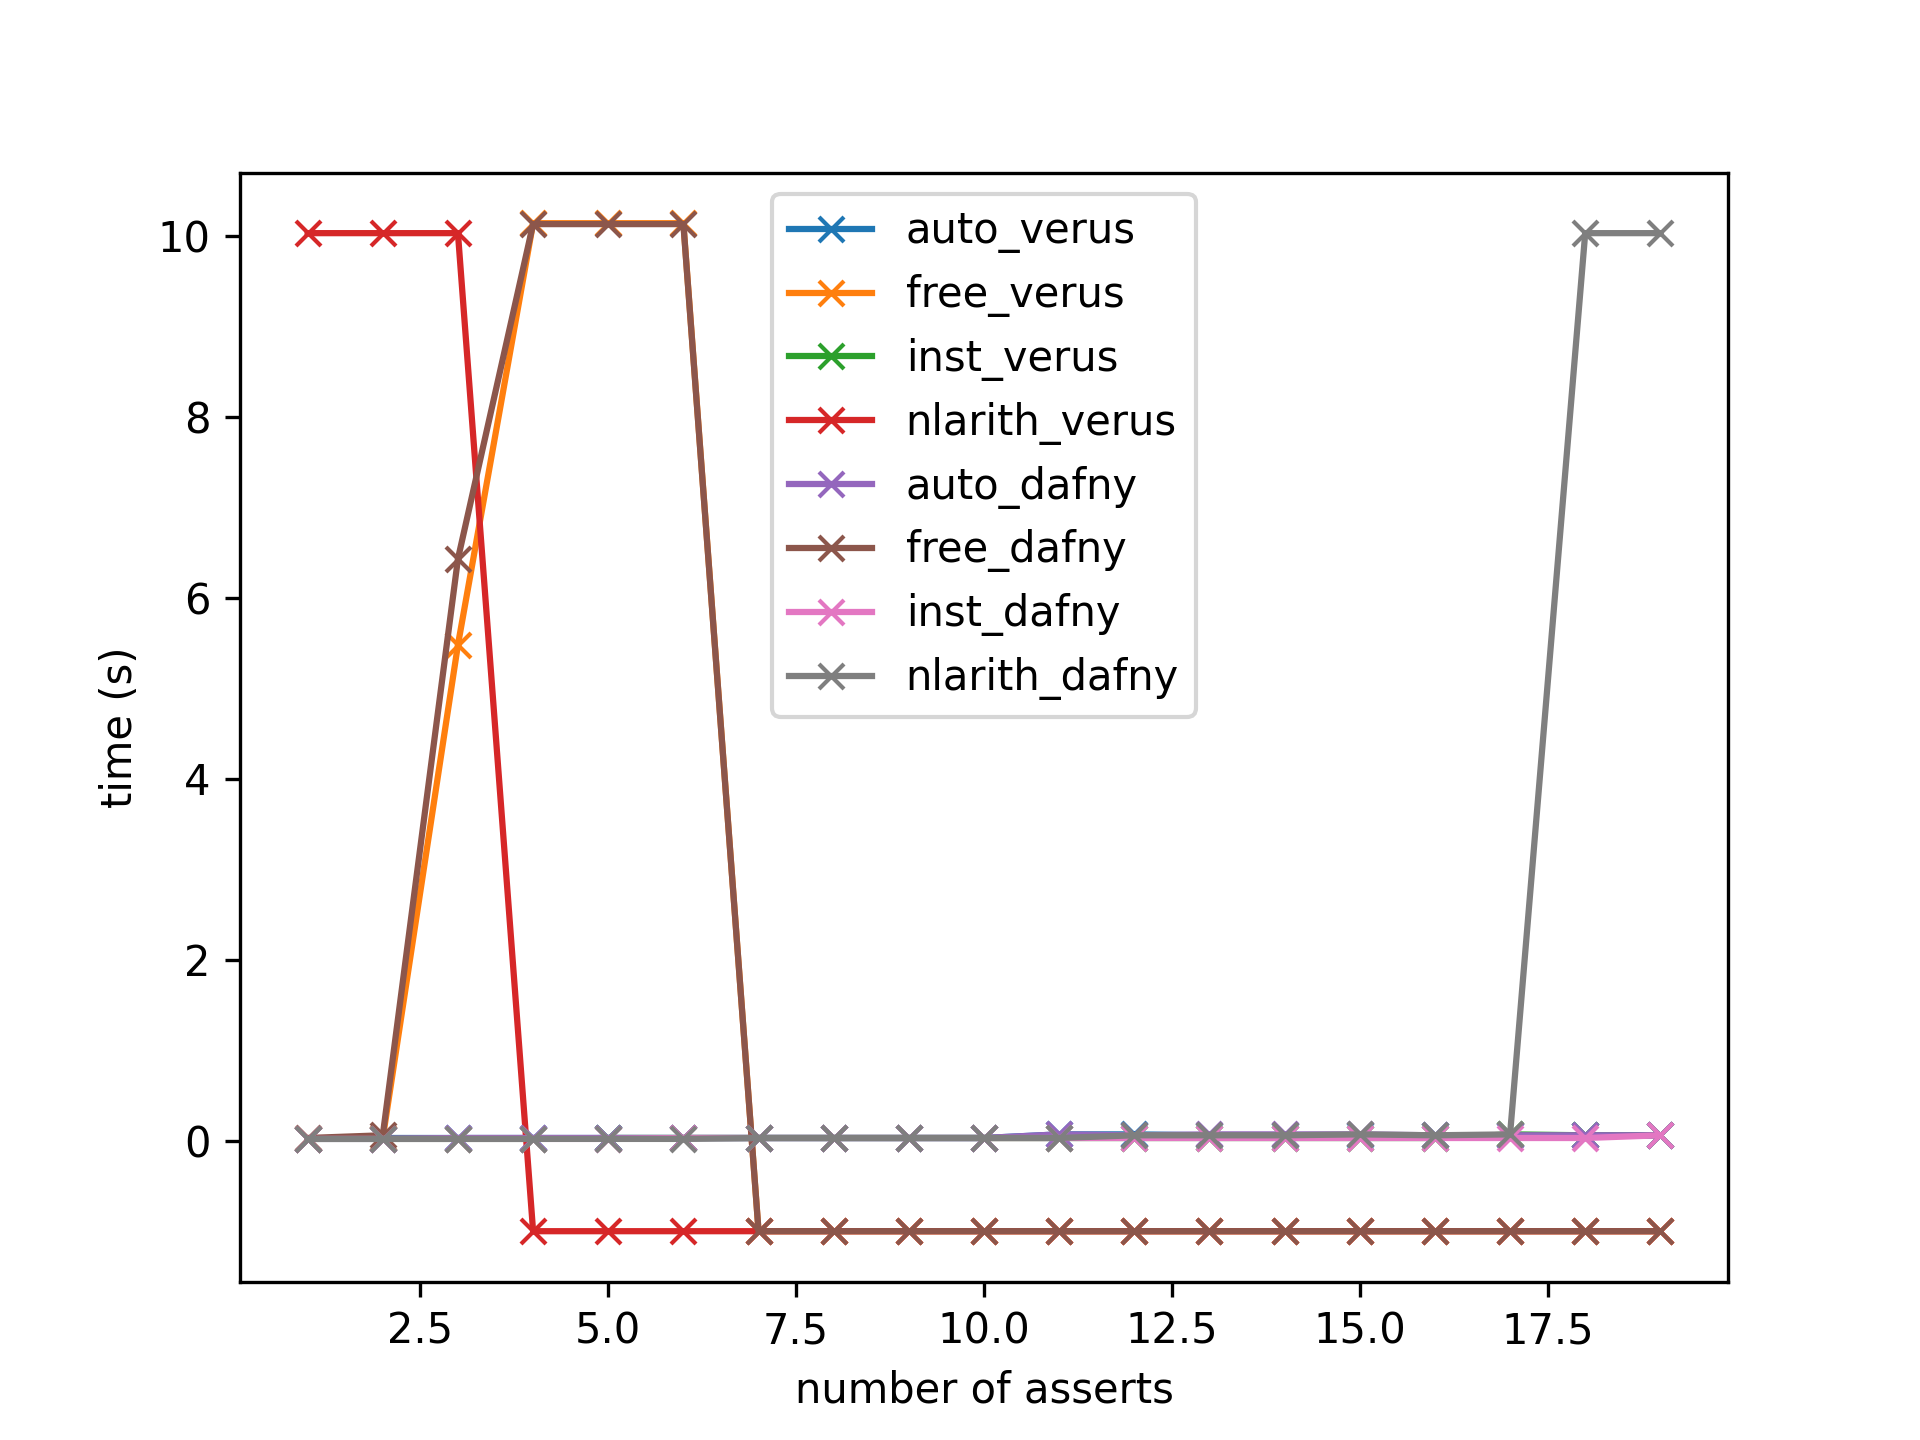 10
8
6
4
2
0
time (s)
auto_verus
free_verus
inst_verus
nlarith_verus
auto_dafny
free_dafny
inst_dafny
nlarith_dafny
2.5 5.0 7.5 10.0 12.5 15.0 17.5
number of asserts